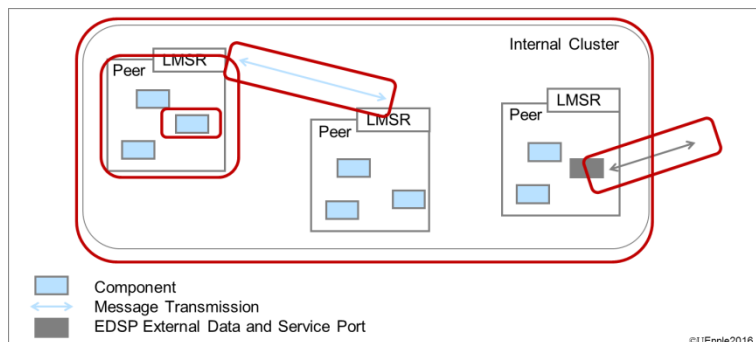 Internal Cluster
LMSR
Peer
LMSR
Peer
LMSR
Peer
Component
Message Transmission
EDSP External Data and Service Port
©UEpple2016